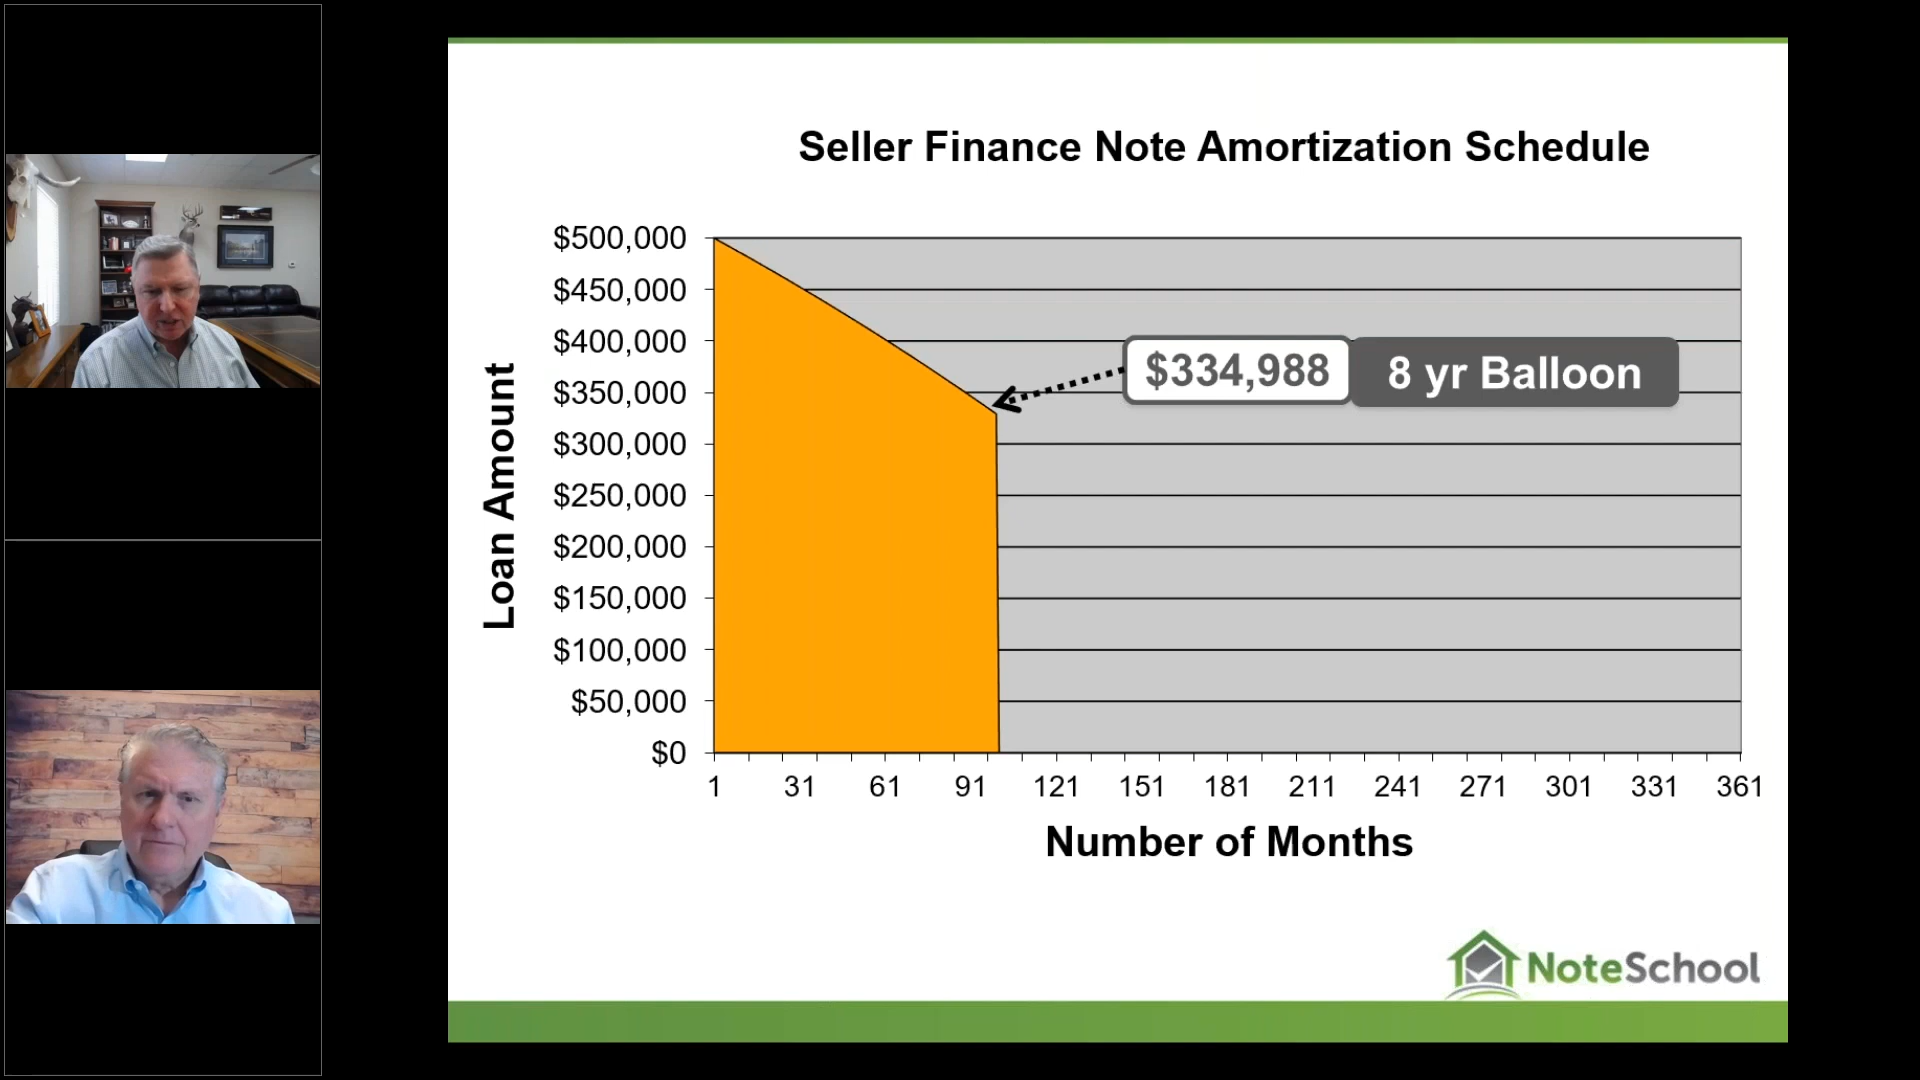 Seller Finance Note Amortization Schedule
$500,000
$450,000
$400,000
$350,000
$300,000
$250,000
$200,000
$150,000
$100,000
$50,000
$0
Loan Amount
$334,988
8 yr Balloon
1 31 61 91 121 151 181 211 241 271 301 331 361
Number of Months
NoteSchool